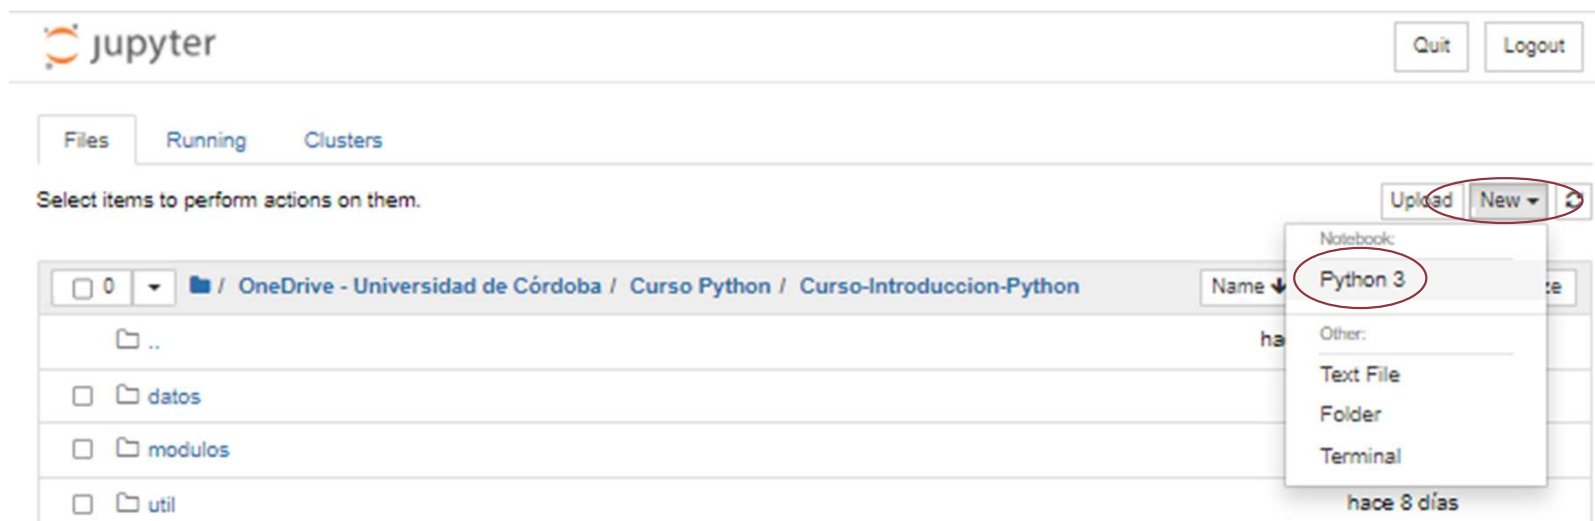 jupyter
Quit Logout
Files Running Clusters
Select items to perform actions on them.
Upload New
Notebook:
0 / OneDrive - Universidad de Córdoba / Curso Python / Curso-Introduccion-Python Name Python 3 ze
Other:
.. ha
Text File
datos
Folder
modulos
Terminal
util hace 8 días